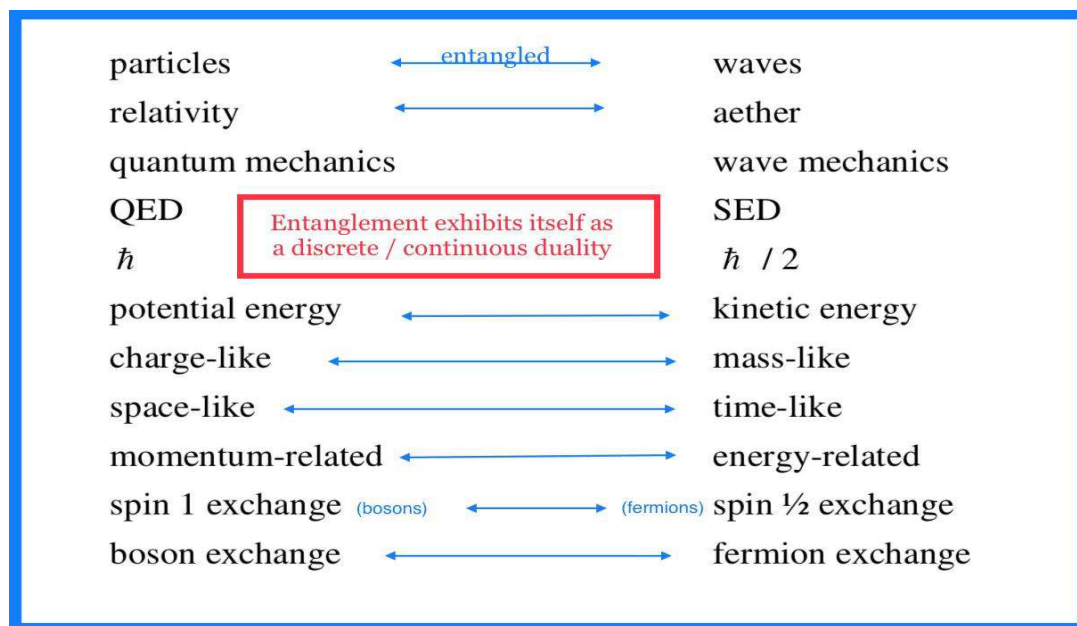 particles entangled waves
relativity aether
quantum mechanics wave mechanics
QED SED
Entanglement exhibits itself as
a discrete / continuous duality
ħ ħ / 2
potential energy kinetic energy
charge-like mass-like
space-like time-like
momentum-related energy-related
spin 1 exchange (bosons) (fermions) spin ½ exchange
boson exchange fermion exchange